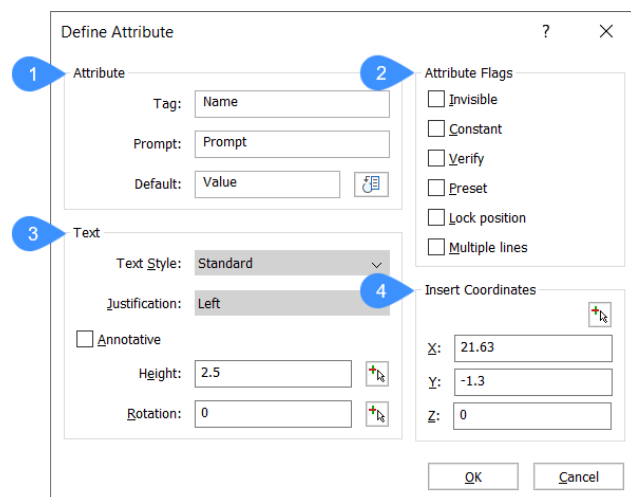 Define Attribute ? ×
1 Attribute
Tag: Name
Prompt: Prompt
Default: Value
2 Attribute Flags
Invisible
Constant
Verify
Preset
Lock position
Multiple lines
3 Text
Text Style: Standard
Justification: Left
Annotative
Height: 2.5
Rotation: 0
4 Insert Coordinates
X: 21.63
Y: -1.3
Z: 0
OK Cancel